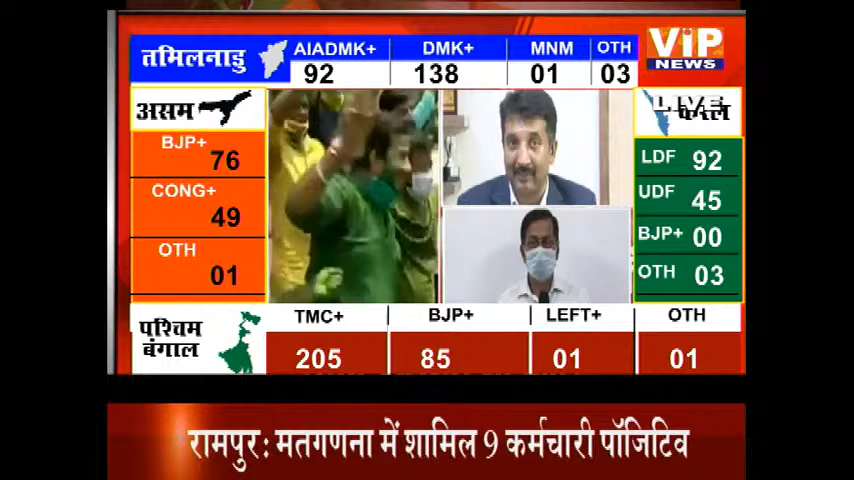 तमिलनाडु
AIADMK+ DMK+ MNM OTH
92 138 01 03
VIP
NEWS
असम
BJP+
76
CONG+
49
OTH
01
LIVE
LDF 92
UDF 45
BJP+ 00
OTH 03
पश्चिम
बंगाल
TMC+ BJP+ LEFT+ OTH
205 85 01 01
रामपुर: मतगणना में शामिल 9 कर्मचारी पॉजिटिव